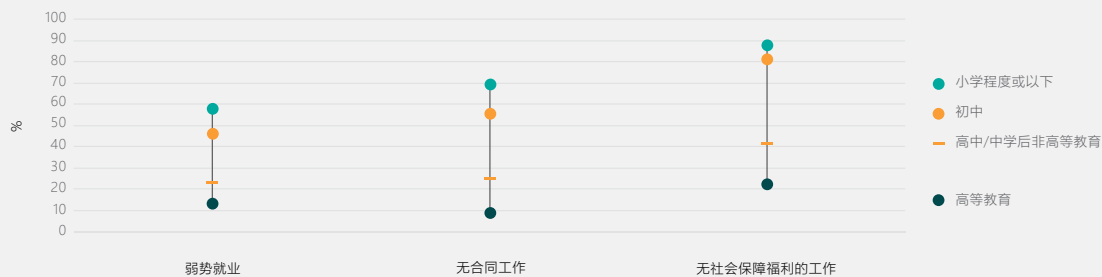 100
90
80
70
60
50
40
30
20
10
0
%
弱势就业
无合同工作
无社会保障福利的工作
小学程度或以下
初中
高中/中学后非高等教育
高等教育